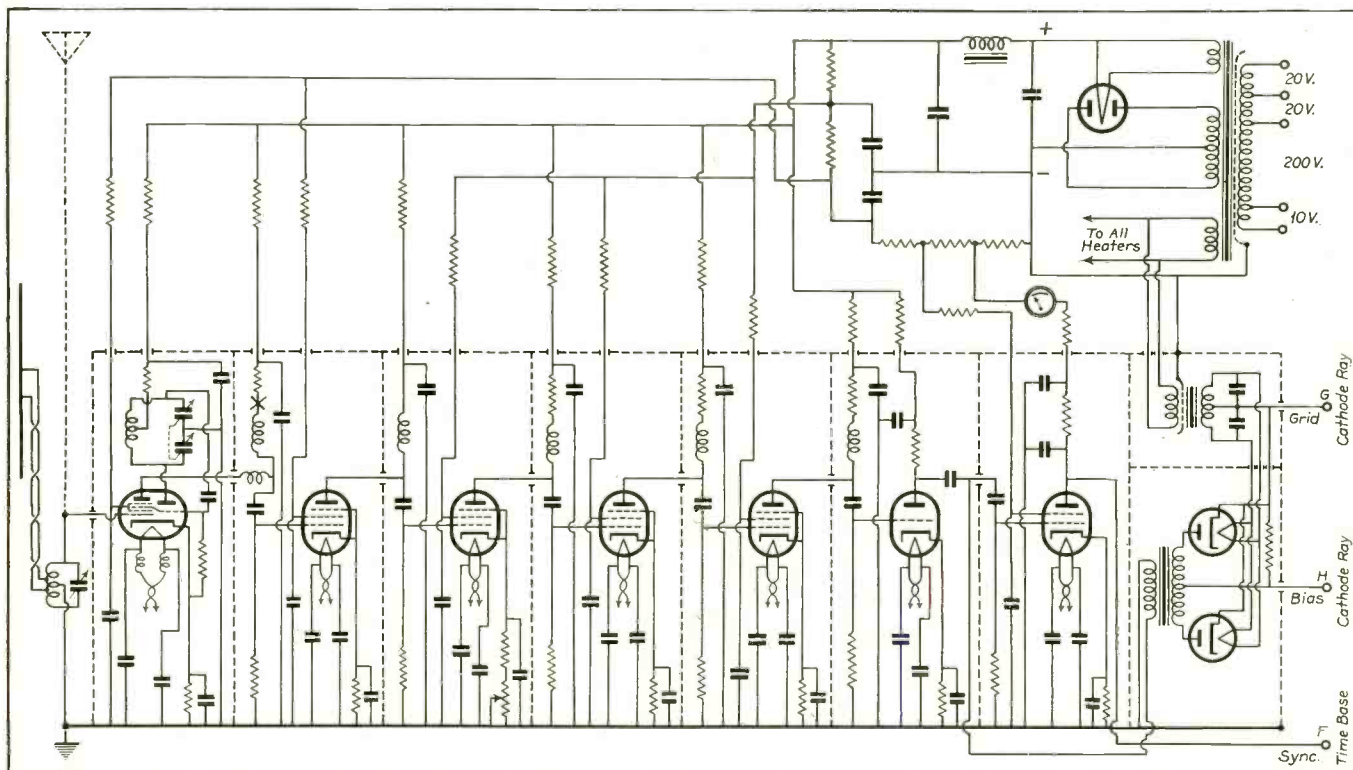 +
20V.
20V.
200V.
-
10V.
To All
Heaters
G
Grid
Cathode Ray
H
Bias
Cathode Ray
F
Sync.
Time Base